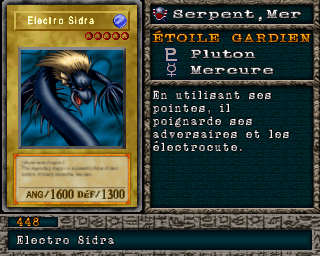 Electro Sidra
ANG/1600 DéF/1300
Serpent,Mer
ÉTOILE GARDIEN
Pluton
Mercure
En utilisant ses
pointes, il
poignarde ses
adversaires et les
électrocute.
448
Electro Sidra